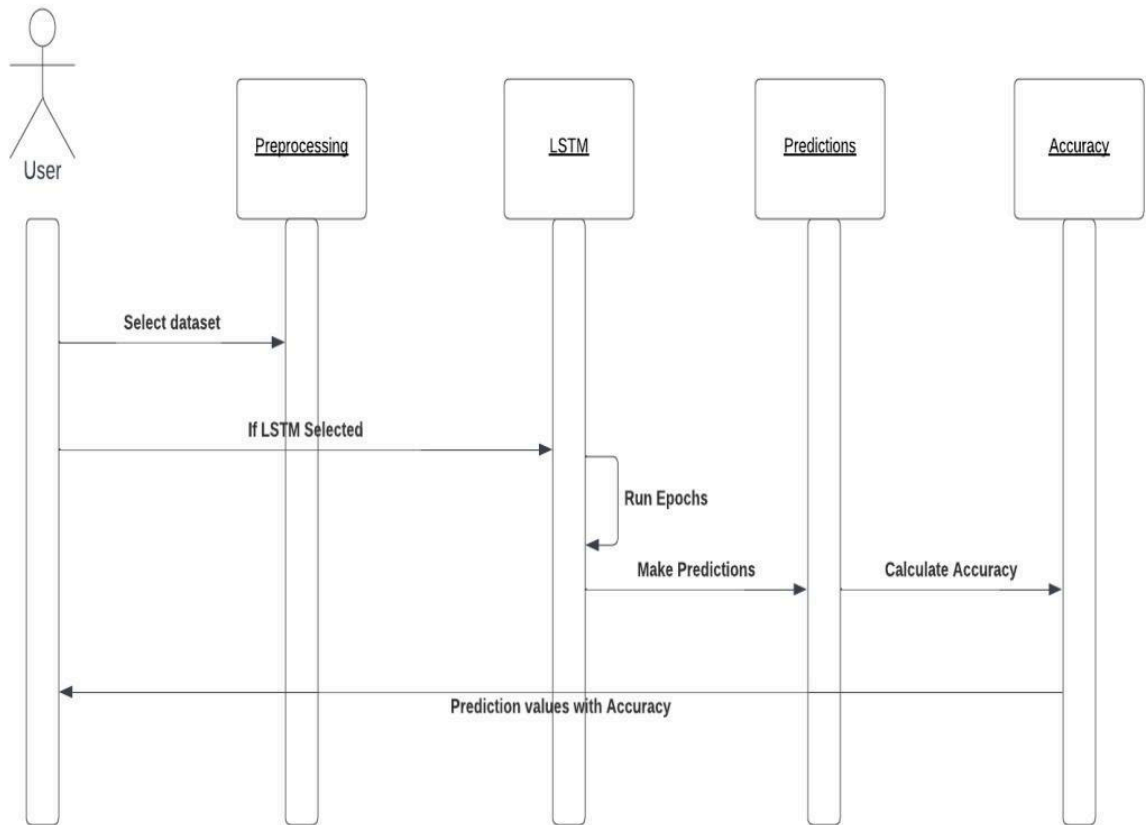 User
Preprocessing
LSTM
Predictions
Accuracy
Select dataset
If LSTM Selected
Run Epochs
Make Predictions
Calculate Accuracy
Prediction values with Accuracy